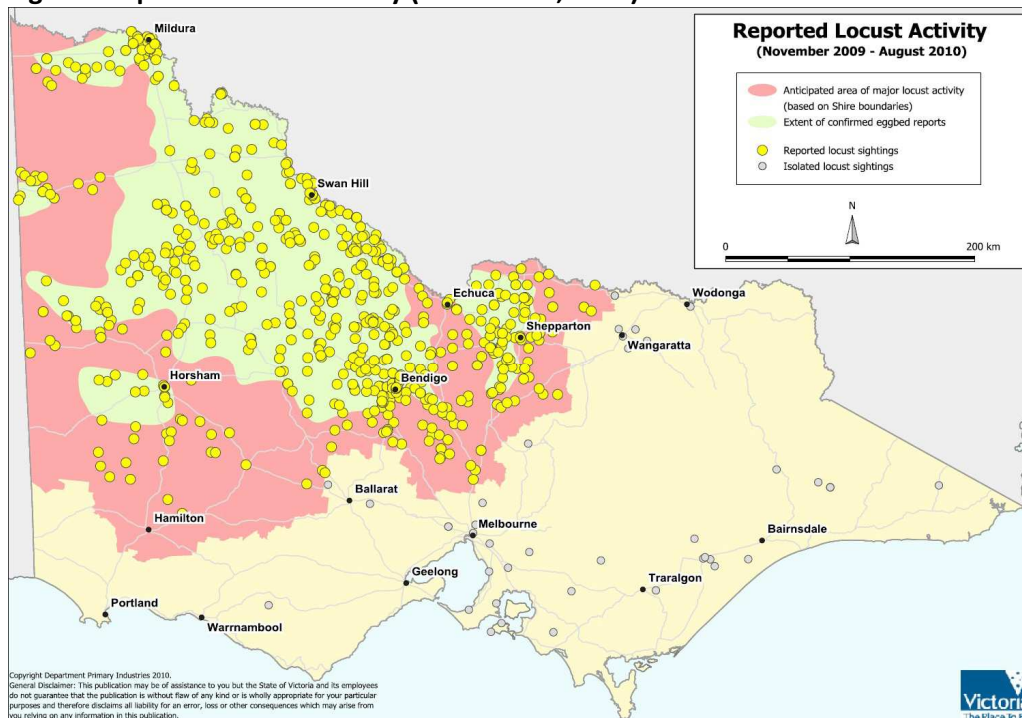 Reported Locust Activity
(November 2009 - August 2010)
Anticipated area of major locust activity
(based on Shire boundaries)
Extent of confirmed eggbed reports
Reported locust sightings
Isolated locust sightings
N
0
200 km
Mildura
Swan Hill
Echuca
Wodonga
Shepparton
Wangaratta
Horsham
Bendigo
Ballarat
Hamilton
Melbourne
Bairnsdale
Geelong
Traralgon
Portland
Warrnambool
Copyright Department Primary Industries 2010.
General Disclaimer: This publication may be of assistance to you but the State of Victoria and its employees
do not guarantee that the publication is without flaw of any kind or is wholly appropriate for your particular
purposes and therefore disclaims all liability for an error, loss or other consequences which may arise from
you relying on any information in this publication.
Victoria
The Place To